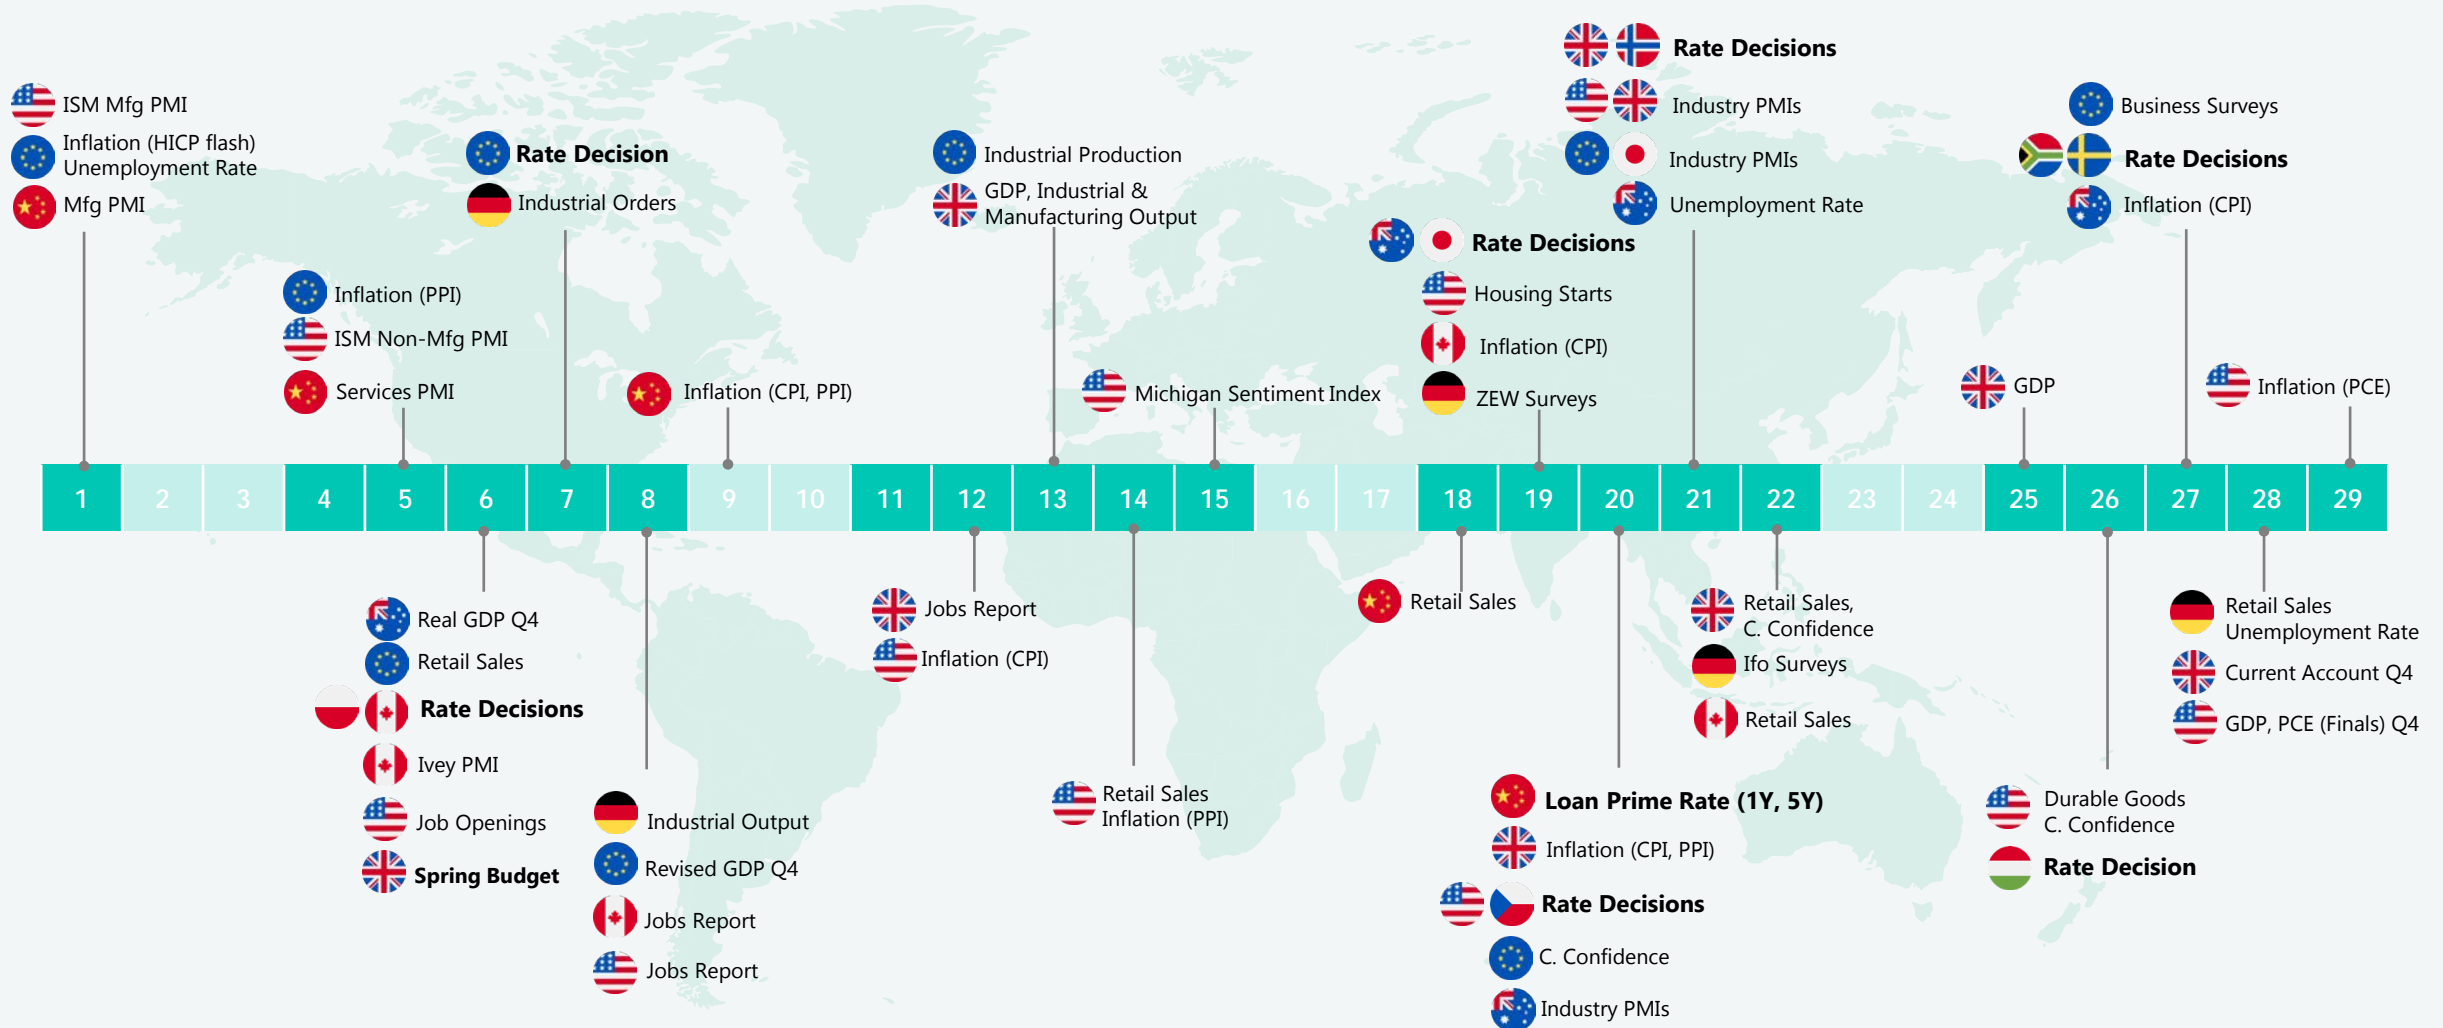 ISM Mfg PMI
Inflation (HICP flash)
Unemployment Rate
Mfg PMI
Inflation (PPI)
ISM Non-Mfg PMI
Services PMI
Rate Decision
Industrial Orders
Inflation (CPI, PPI)
Industrial Production
GDP, Industrial &
Manufacturing Output
Michigan Sentiment Index
Rate Decisions
Housing Starts
Inflation (CPI)
ZEW Surveys
Rate Decisions
Industry PMIs
Industry PMIs
Unemployment Rate
GDP
Business Surveys
Rate Decisions
Inflation (CPI)
Inflation (PCE)
1 2 3 4 5 6 7 8 9 10 11 12 13 14 15 16 17 18 19 20 21 22 23 24 25 26 27 28 29
Real GDP Q4
Retail Sales
Rate Decisions
Ivey PMI
Job Openings
Spring Budget
Industrial Output
Revised GDP Q4
Jobs Report
Jobs Report
Jobs Report
Inflation (CPI)
Retail Sales
Inflation (PPI)
Retail Sales
Loan Prime Rate (1Y, 5Y)
Inflation (CPI, PPI)
Rate Decisions
C. Confidence
Industry PMIs
Retail Sales,
C. Confidence
Ifo Surveys
Retail Sales
Durable Goods
C. Confidence
Rate Decision
Retail Sales
Unemployment Rate
Current Account Q4
GDP, PCE (Finals) Q4